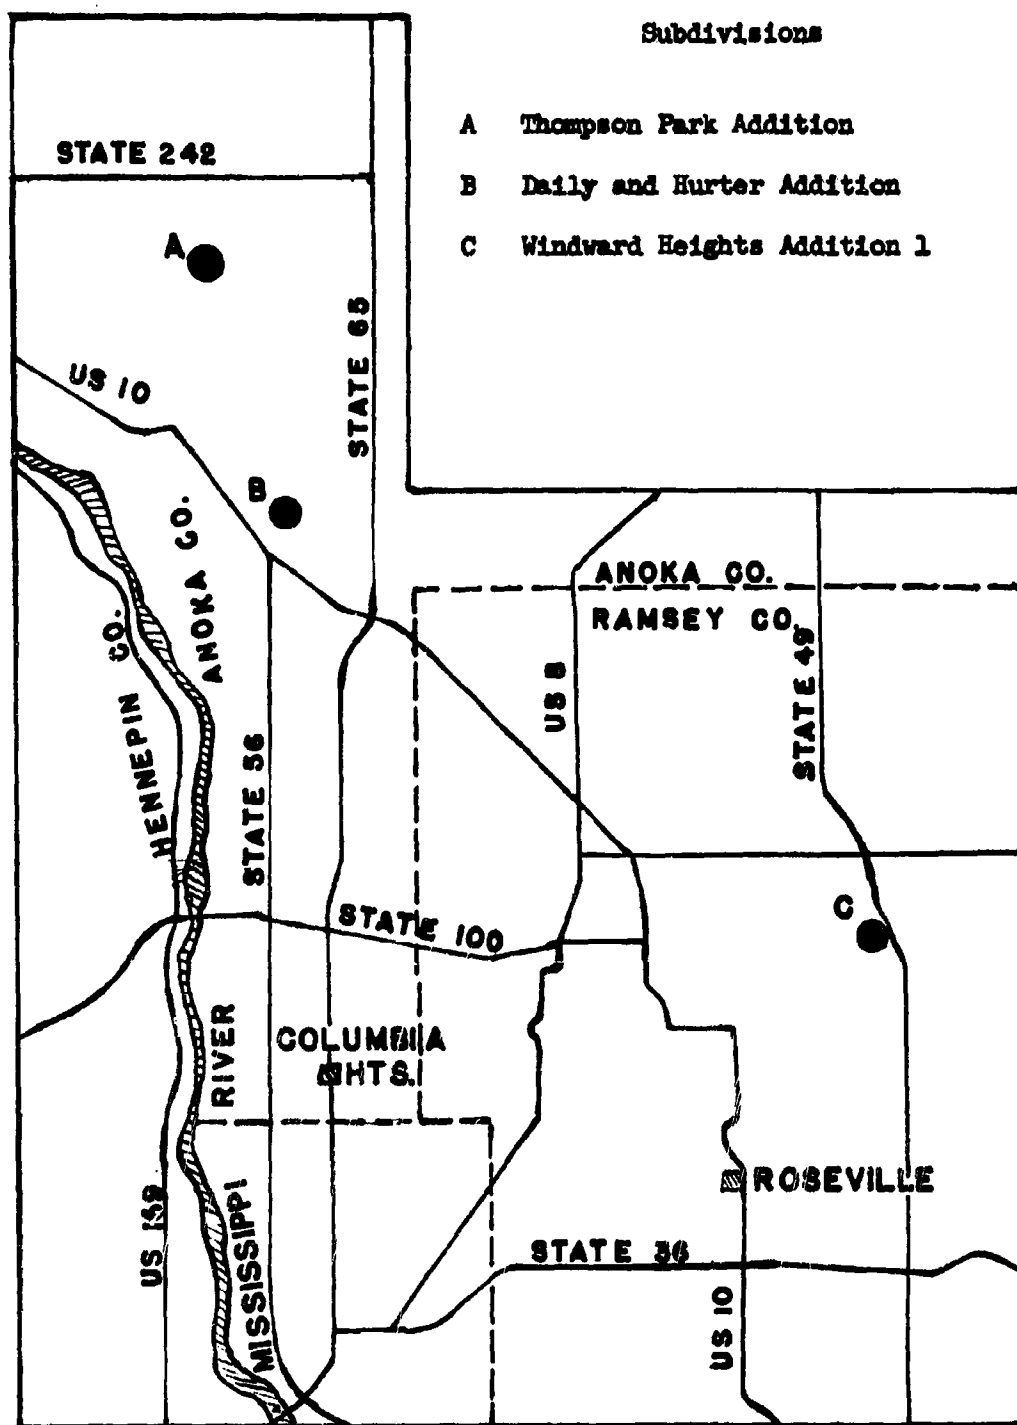 Subdivisions
A Thompson Park Addition
B Daily and Hurter Addition
C Windward Heights Addition 1
STATE 242
A
STATE 65
US 10
B
ANOKA CO.
HENNEPIN CO.
ANOKA CO.
RAMSEY CO.
US 8
STATE 49
STATE 56
C
STATE 100
RIVER
COLUMBIA
HTS.
ROSEVILLE
US 169
MISSISSIPPI
STATE 36
US 10